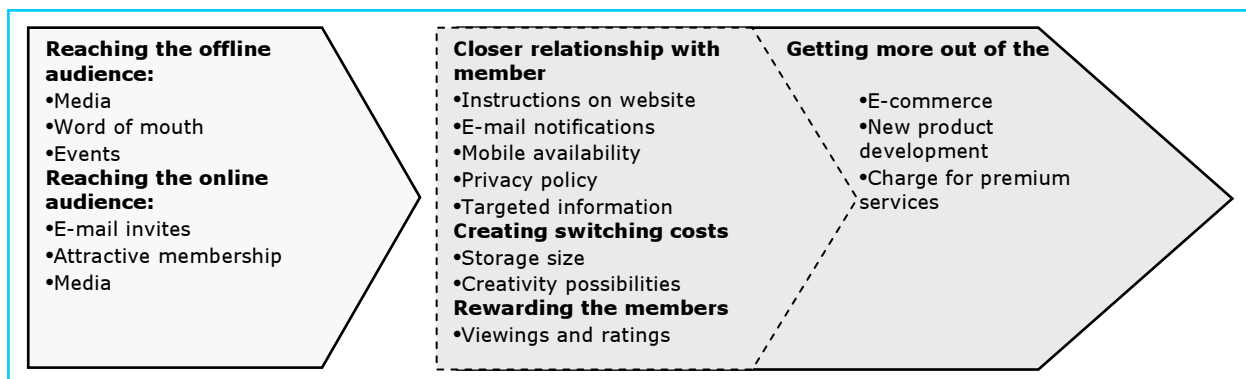 Reaching the offline
audience:
•Media
•Word of mouth
•Events
Reaching the online
audience:
•E-mail invites
•Attractive membership
•Media
Closer relationship with
member
•Instructions on website
•E-mail notifications
•Mobile availability
•Privacy policy
•Targeted information
Creating switching costs
•Storage size
•Creativity possibilities
Rewarding the members
•Viewings and ratings
Getting more out of the
•E-commerce
•New product
development
•Charge for premium
services